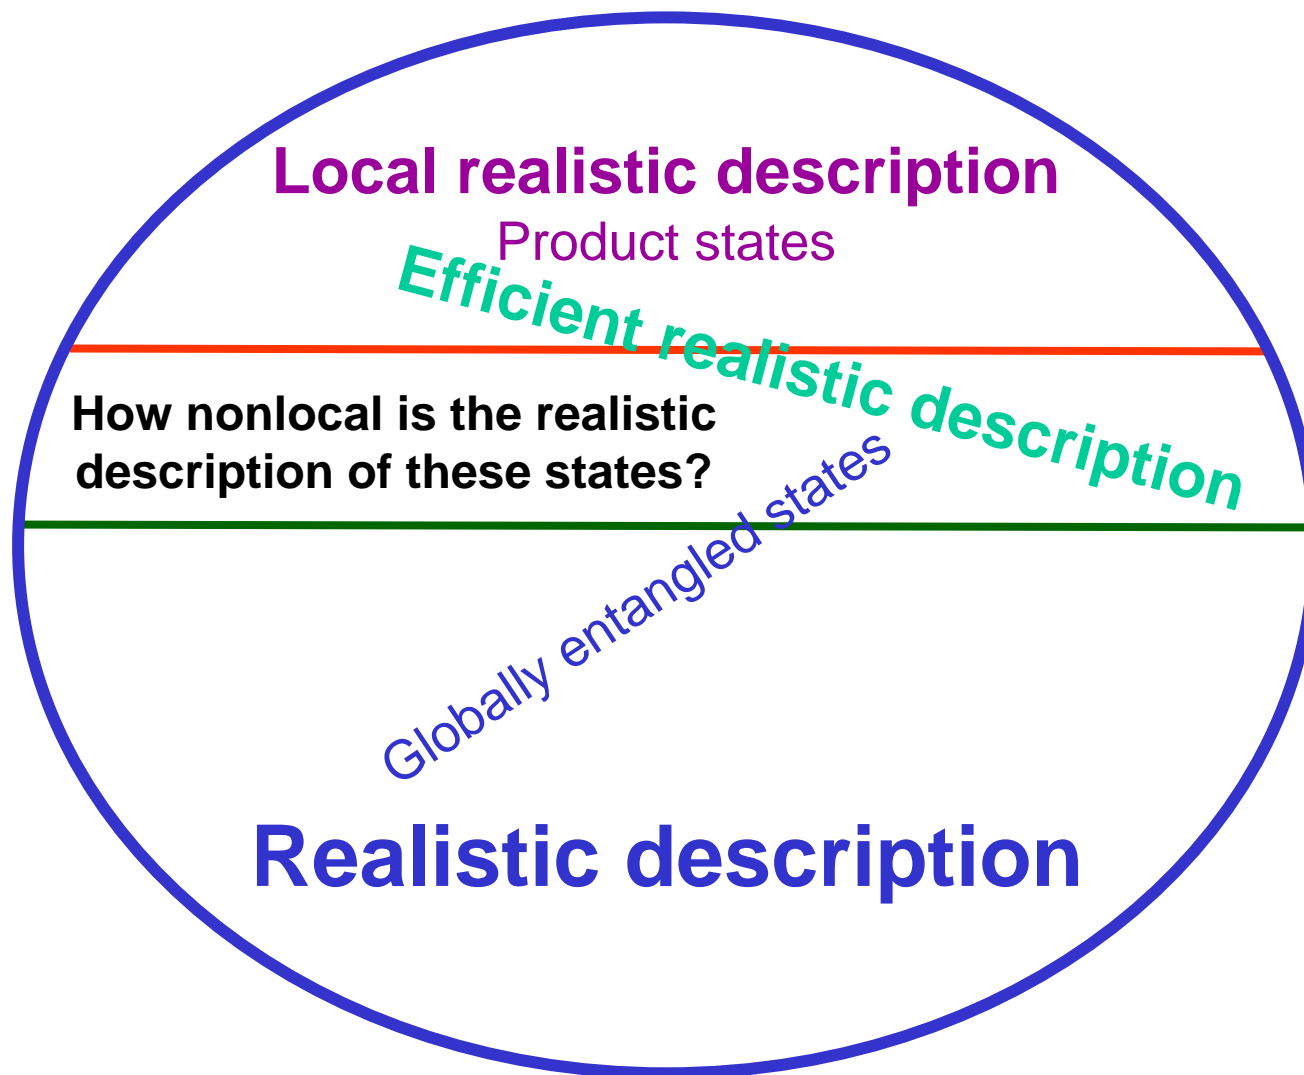 Local realistic description
Product states
Efficient realistic description
How nonlocal is the realistic
description of these states?
Globally entangled states
Realistic description